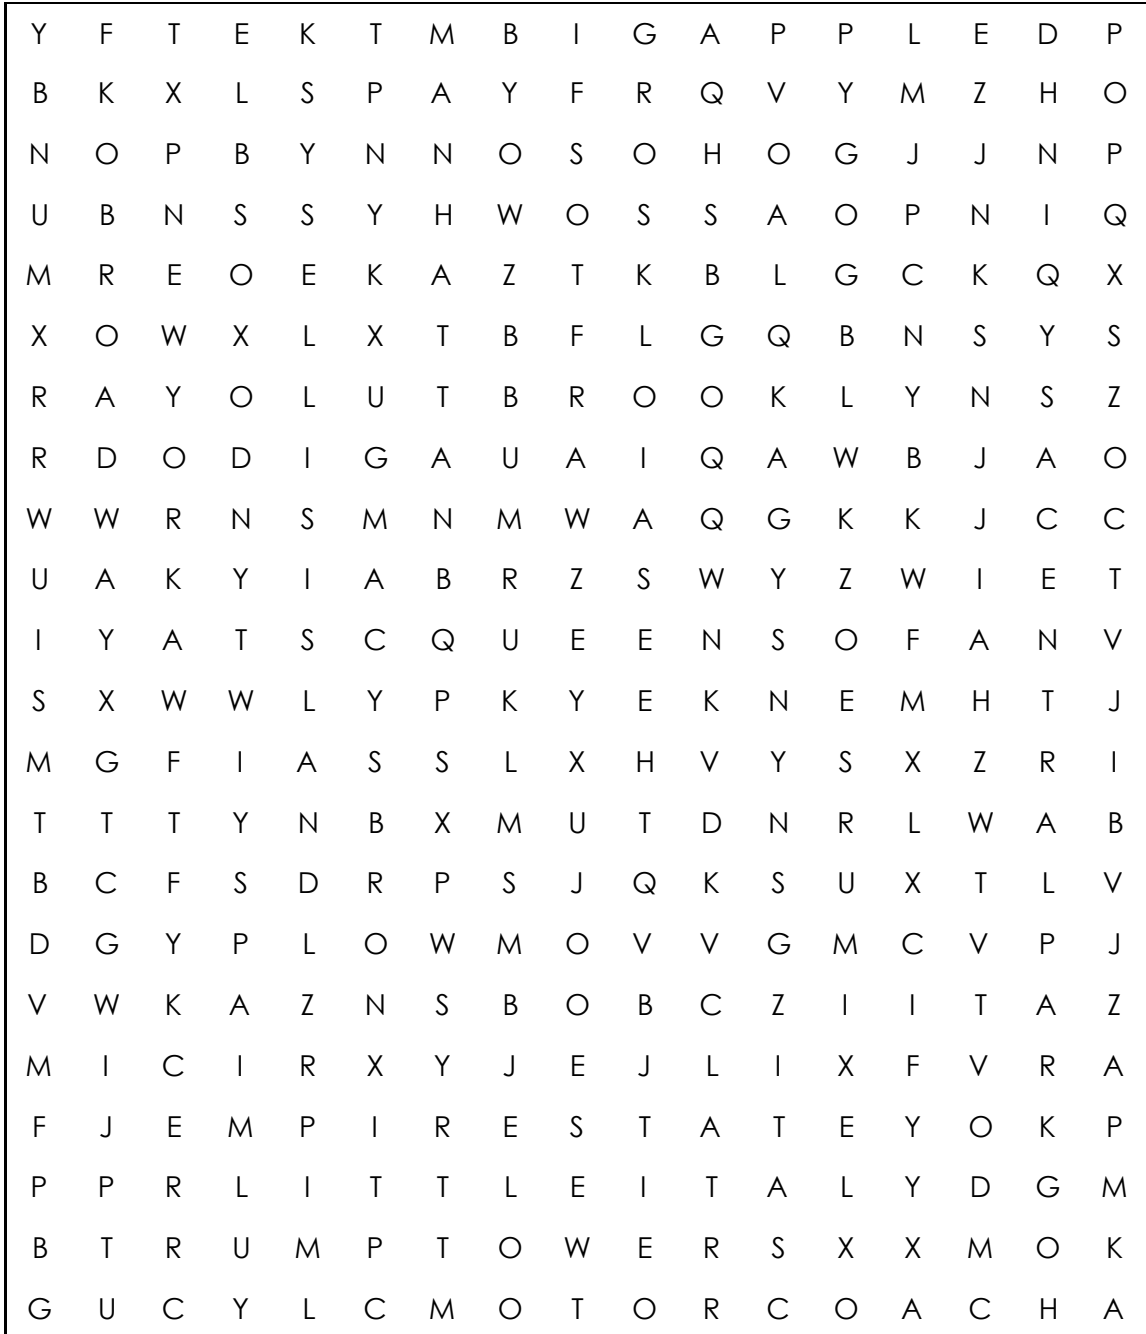 Y F T E K T M B I G A P P L E D P
B K X L S P A Y F R Q V Y M Z H O
N O P B Y N N O S O H O G J J N P
U B N S S Y H W O S S A O P N I Q
M R E O E K A Z T K B L G C K Q X
X O W X L X T B F L G Q B N S Y S
R A Y O L U T B R O O K L Y N S Z
R D O D I G A U A I Q A W B J A O
W W R N S M N M W A Q G K K J C C
U A K Y I A B R Z S W Y Z W I E T
I Y A T S C Q U E E N S O F A N V
S X W W L Y P K Y E K N E M H T J
M G F I A S S L X H V Y S X Z R I
T T T Y N B X M U T D N R L W A B
B C F S D R P S J Q K S U X T L V
D G Y P L O W M O V V G M C V P J
V W K A Z N S B O B C Z I I T A Z
M I C I R X Y J E J L I X F V R A
F J E M P I R E S T A T E Y O K P
P P R L I T T L E I T A L Y D G M
B T R U M P T O W E R S X X M O K
G U C Y L C M O T O R C O A C H A